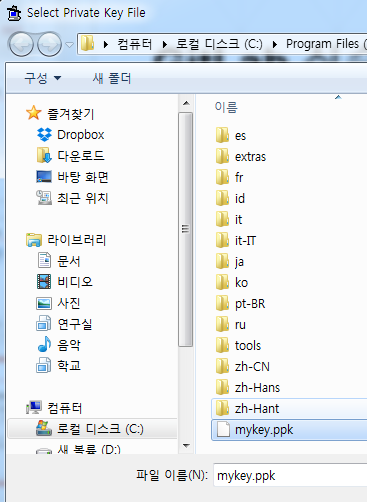 Select Private Key File
컴퓨터 ▸ 로컬 디스크 (C:) ▸ Program Files (
구성 ▾ 새 폴더
즐겨찾기
Dropbox
다운로드
바탕 화면
최근 위치
라이브러리
문서
비디오
사진
연구실
음악
학교
컴퓨터
로컬 디스크 (C:)
새 볼륨 (D:)
이름
es
extras
fr
id
it
it-IT
ja
ko
pt-BR
ru
tools
zh-CN
zh-Hans
zh-Hant
mykey.ppk
파일 이름(N): mykey.ppk